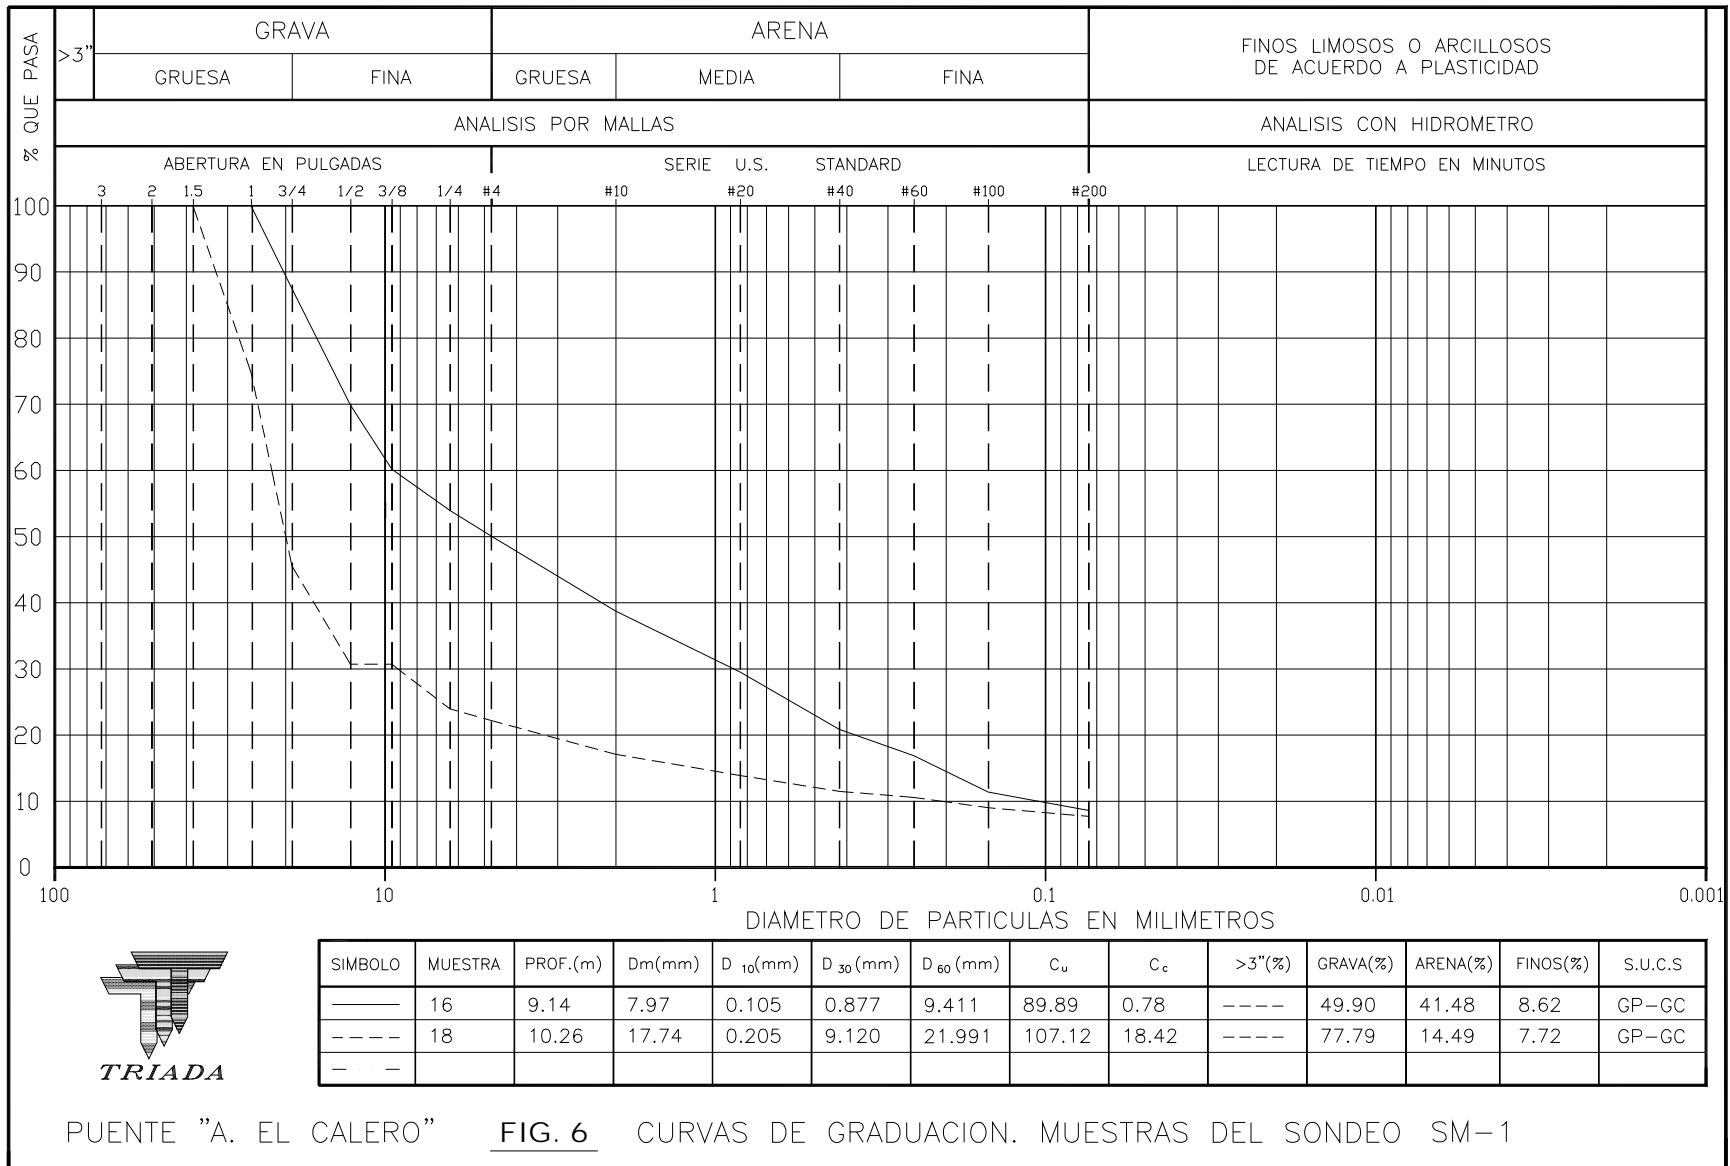 % QUE PASA
>3"
GRAVA
ARENA
FINOS LIMOSOS O ARCILLOSOS
DE ACUERDO A PLASTICIDAD
GRUESA FINA GRUESA MEDIA FINA
ANALISIS POR MALLAS ANALISIS CON HIDROMETRO
ABERTURA EN PULGADAS SERIE U.S. STANDARD LECTURA DE TIEMPO EN MINUTOS
3 2 1.5 1 3/4 1/2 3/8 1/4 #4 #10 #20 #40 #60 #100 #200
100
90
80
70
60
50
40
30
20
10
0
100 10 1 0.1 0.01 0.001
DIAMETRO DE PARTICULAS EN MILIMETROS
TRIADA
SIMBOLO MUESTRA PROF.(m) Dm(mm) D 10(mm) D 30 (mm) D 60 (mm) Cu Cc >3"(%) GRAVA(%) ARENA(%) FINOS(%) S.U.C.S
16 9.14 7.97 0.105 0.877 9.411 89.89 0.78 ---- 49.90 41.48 8.62 GP-GC
18 10.26 17.74 0.205 9.120 21.991 107.12 18.42 ---- 77.79 14.49 7.72 GP-GC
PUENTE "A. EL CALERO" FIG. 6 CURVAS DE GRADUACION. MUESTRAS DEL SONDEO SM-1